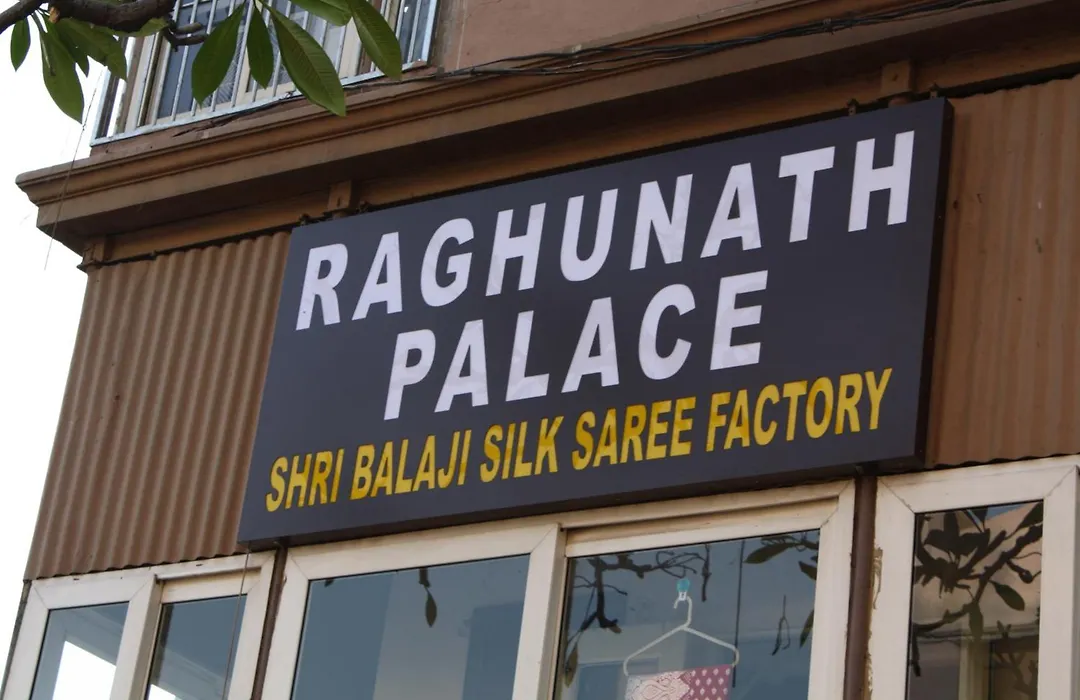 RAGHUNATH
PALACE
SHRI BALAJI SILK SAREE FACTORY